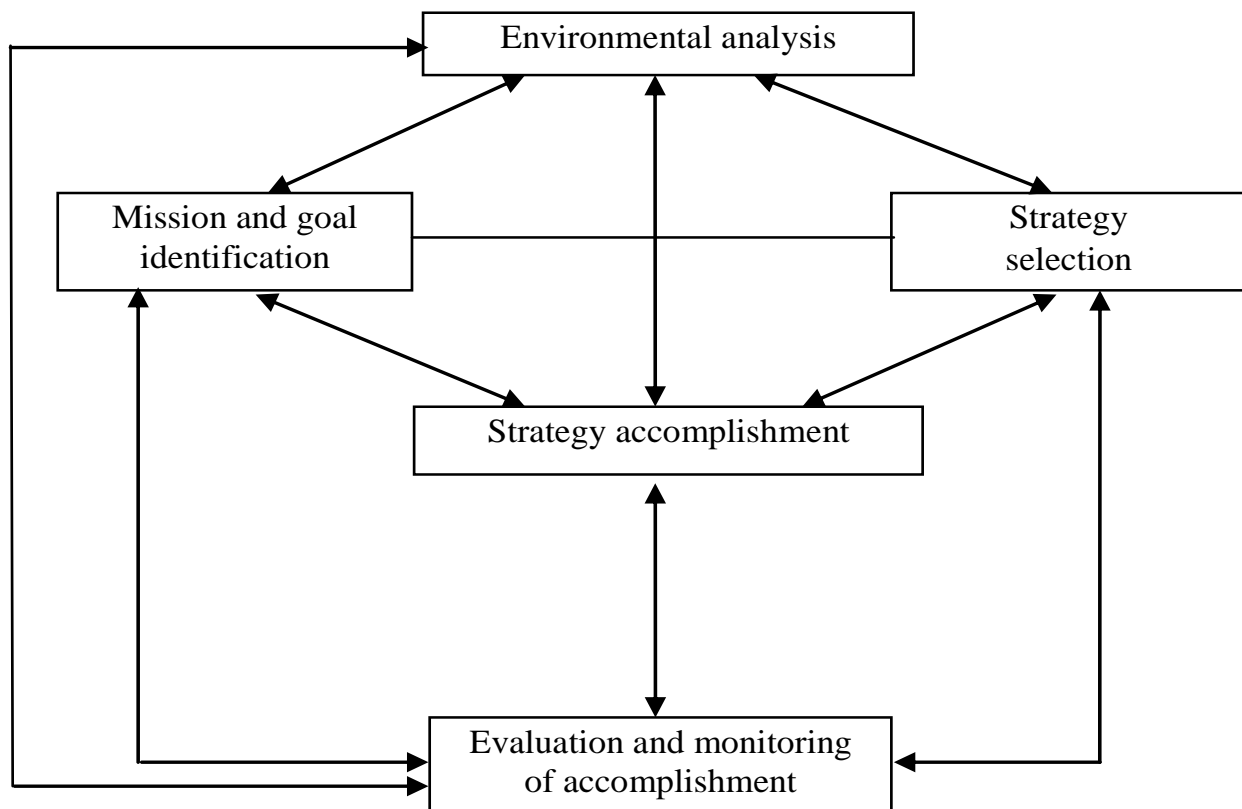 Environmental analysis
Mission and goal
identification
Strategy
selection
Strategy accomplishment
Evaluation and monitoring
of accomplishment